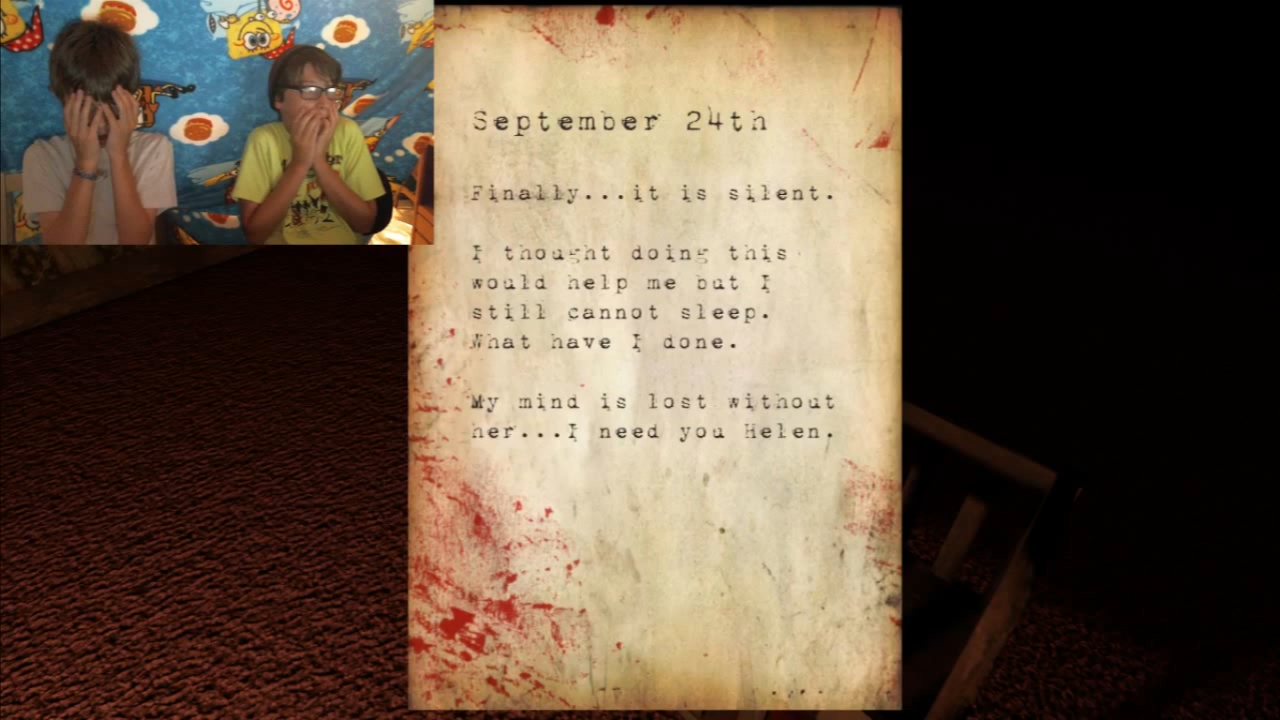 September 24th
Finally...it is silent.
I thought doing this
would help me but I
still cannot sleep.
What have I done.
My mind is lost without
her...I need you Helen.